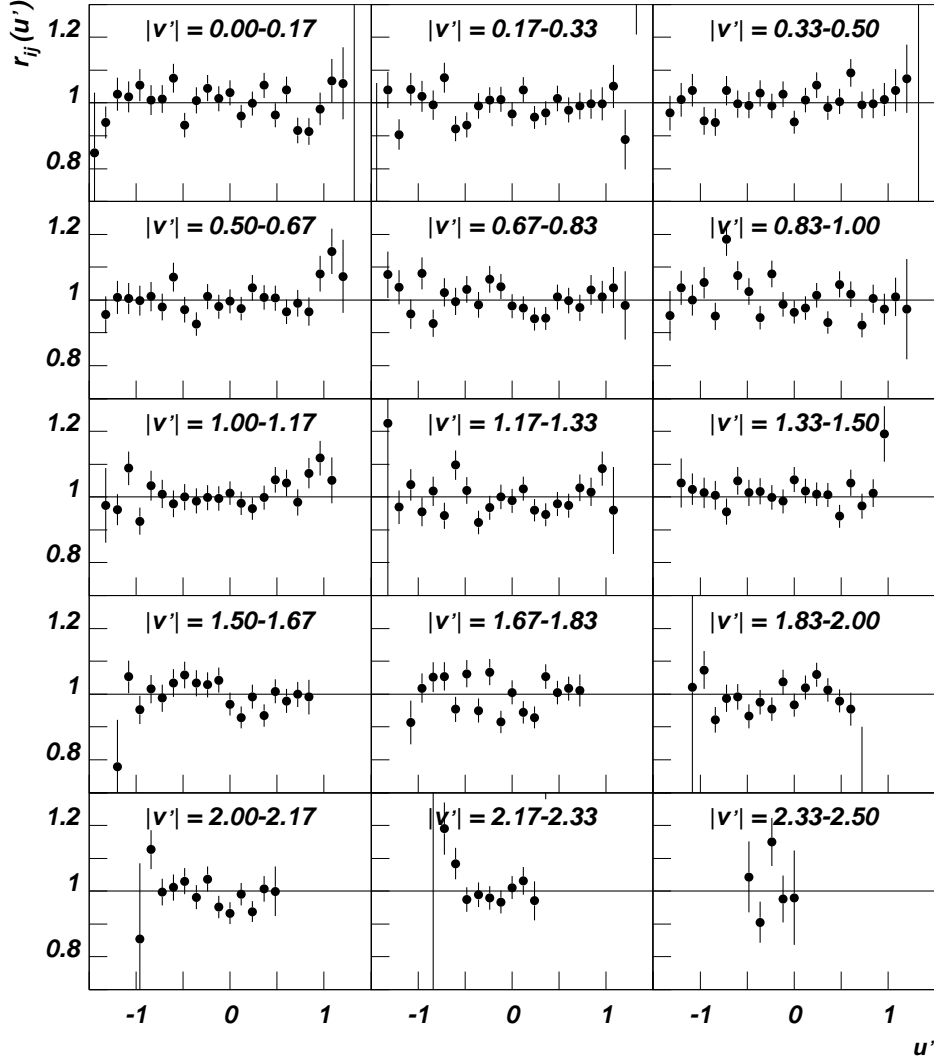 r_ij (u')
|v'| = 0.00-0.17 |v'| = 0.17-0.33 |v'| = 0.33-0.50
1.2
1
0.8
|v'| = 0.50-0.67 |v'| = 0.67-0.83 |v'| = 0.83-1.00
1.2
1
0.8
|v'| = 1.00-1.17 |v'| = 1.17-1.33 |v'| = 1.33-1.50
1.2
1
0.8
|v'| = 1.50-1.67 |v'| = 1.67-1.83 |v'| = 1.83-2.00
1.2
1
0.8
|v'| = 2.00-2.17 |v'| = 2.17-2.33 |v'| = 2.33-2.50
1.2
1
0.8
-1 0 1 -1 0 1 -1 0 1
u'